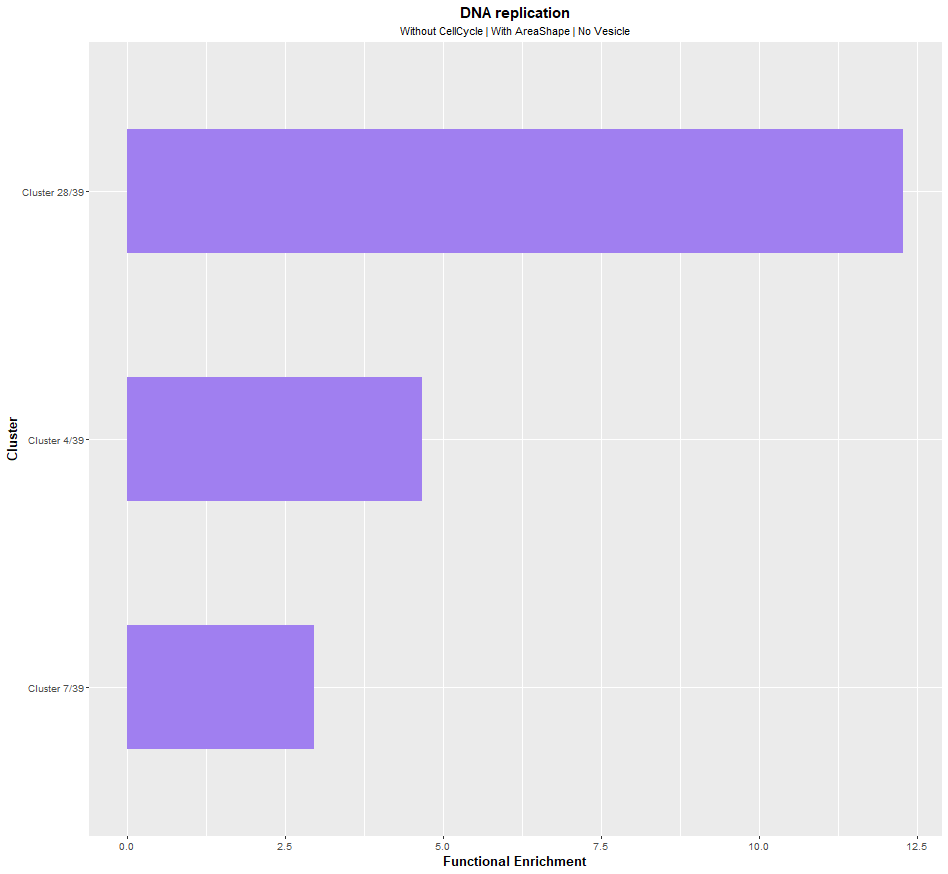 DNA replication
Without CellCycle | With AreaShape | No Vesicle
Cluster
Cluster 28/39
Cluster 4/39
Cluster 7/39
0.0 2.5 5.0 7.5 10.0 12.5
Functional Enrichment